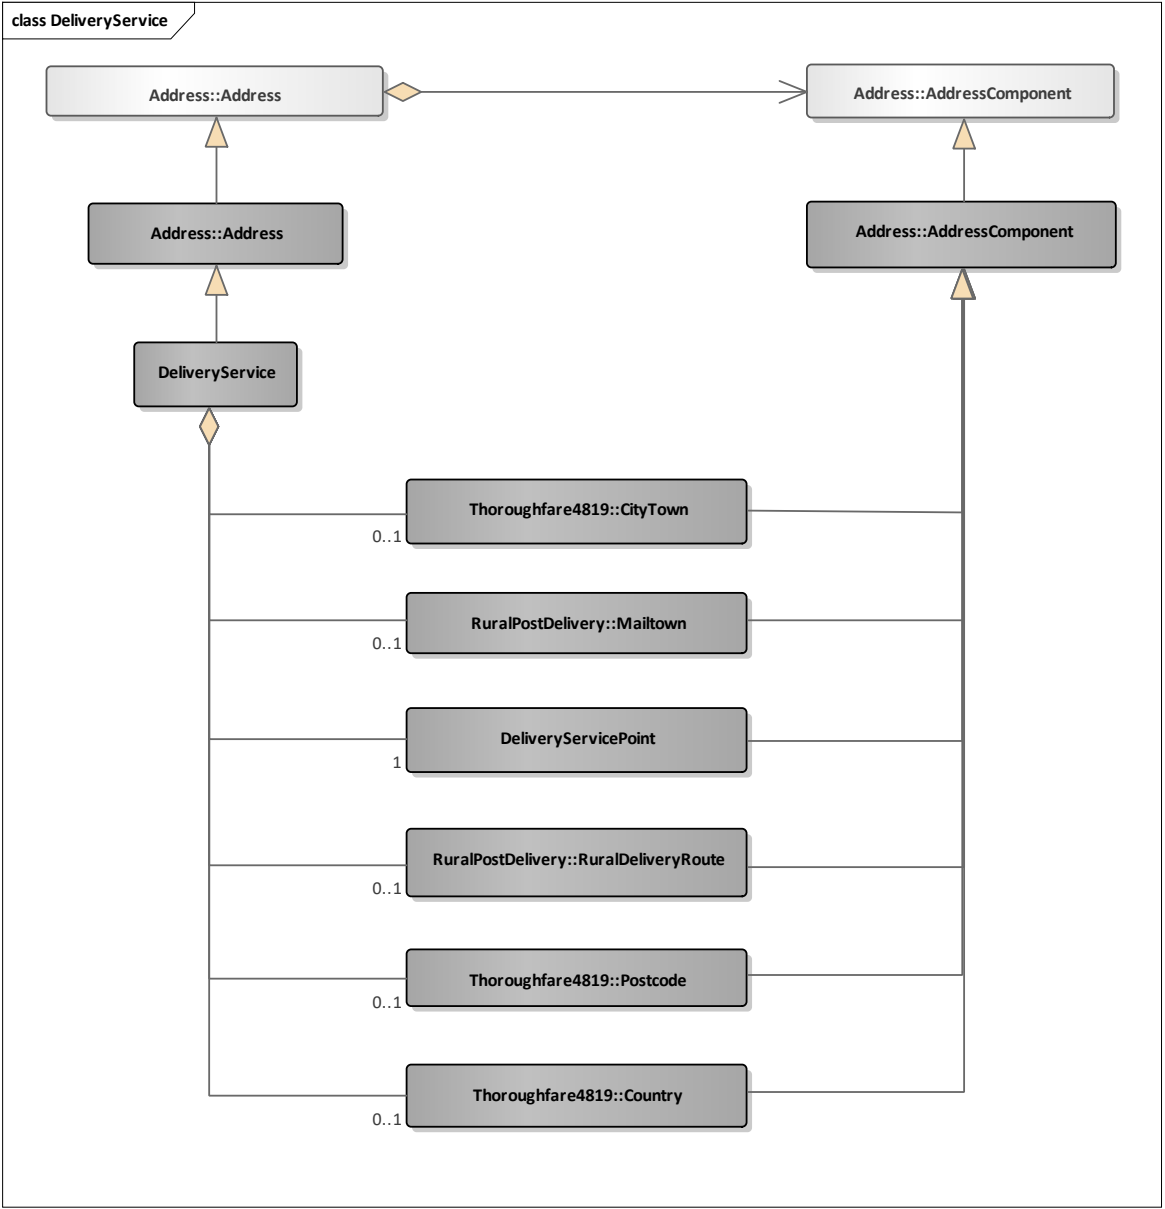 class DeliveryService
Address::Address
Address::AddressComponent
Address::Address
Address::AddressComponent
DeliveryService
Thoroughfare4819::CityTown
0..1
RuralPostDelivery::Mailtown
0..1
DeliveryServicePoint
1
RuralPostDelivery::RuralDeliveryRoute
0..1
Thoroughfare4819::Postcode
0..1
Thoroughfare4819::Country
0..1